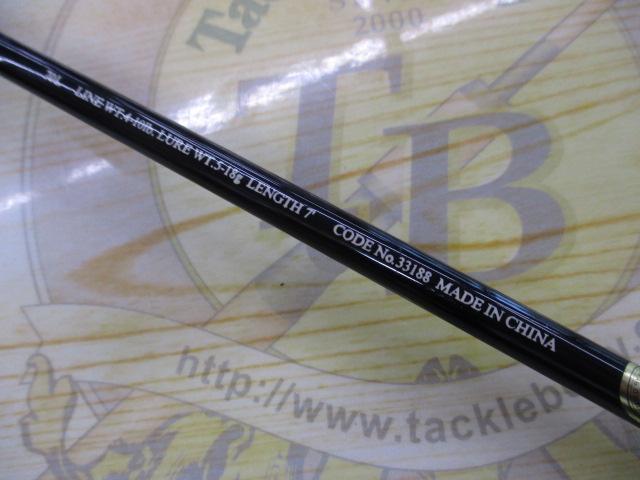 Ta
2000
TB
LINE WT.4-10lb. LURE WT.5-18g LENGTH 7' CODE No.33188 MADE IN CHINA
http://www.tackleb